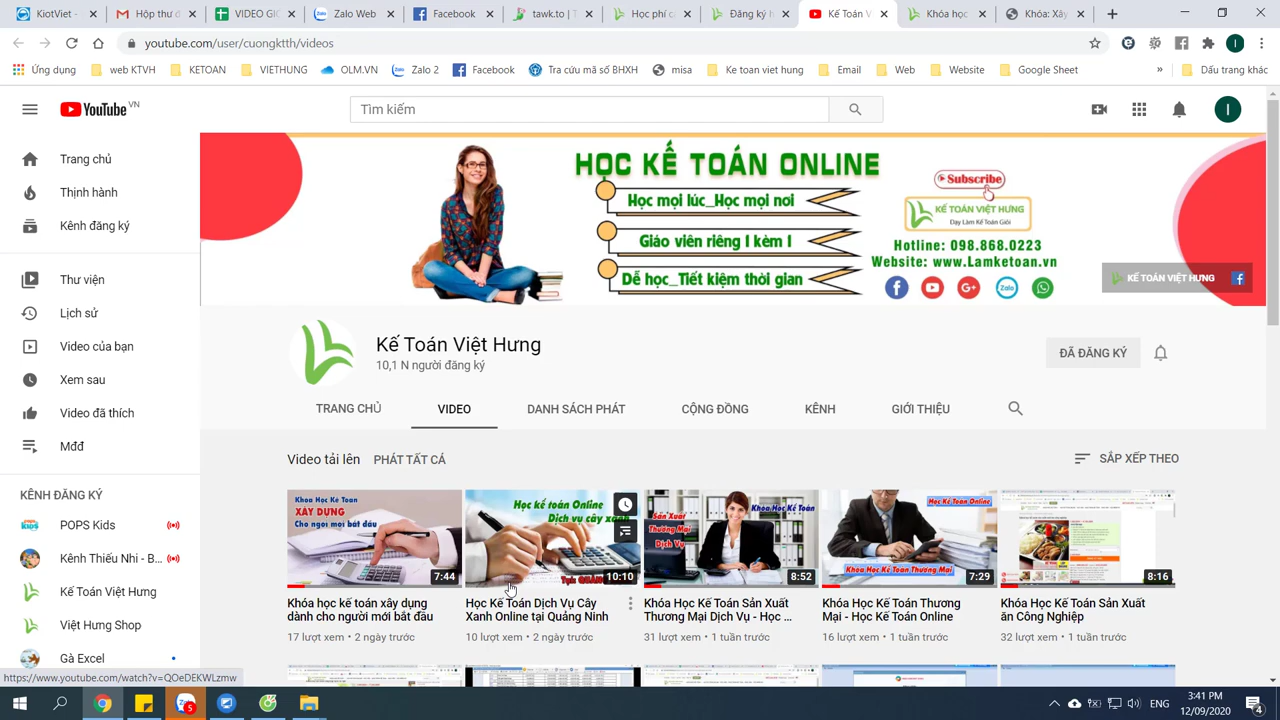 KiotViet -
Hộp thư đ
VIDEO GIC
Zalo Web
Facebook
tawk.to | T
Học phí c
Đăng ký h
Kế Toán V
Khóa học
Khóa: Xây
youtube.com/user/cuongktth/videos
Ứng dụng
web KTVH
KETOAN
VIETHUNG
OLM.VN
Zalo 2
Facebook
Tra cứu mã số BHXH
misa
Ke toan viet hung
Email
Web
Website
Google Sheet
»
Dấu trang khác
YouTube VN
Tìm kiếm
I
Trang chủ
Thịnh hành
Kênh đăng ký
Thư viện
Lịch sử
Video của bạn
Xem sau
Video đã thích
Mđđ
KÊNH ĐĂNG KÝ
POPS Kids
Kênh Thiếu Nhi - B...
Kế Toán Việt Hưng
Việt Hưng Shop
Gà Excel
HỌC KẾ TOÁN ONLINE
Học mọi lúc_Học mọi nơi
Giáo viên riêng 1 kèm 1
Dễ học_Tiết kiệm thời gian
Subscribe
KẾ TOÁN VIỆT HƯNG
Dạy Làm Kế Toán Giỏi
Hotline: 098.868.0223
Website: www.Lamketoan.vn
Zalo
KẾ TOÁN VIỆT HƯNG
Kế Toán Việt Hưng
10,1 N người đăng ký
ĐÃ ĐĂNG KÝ
TRANG CHỦ
VIDEO
DANH SÁCH PHÁT
CỘNG ĐỒNG
KÊNH
GIỚI THIỆU
Video tải lên
PHÁT TẤT CẢ
SẮP XẾP THEO
Khóa Học Kế Toán
XÂY DỰNG
Cho người mới bắt đầu
7:44
Học kế toán Online
Dịch vụ cây xanh
10:10
Sản Xuất
Thương Mại
Dịch Vụ
Khóa Học Kế Toán
8:52
Học Kế Toán Online
Khóa Học Kế Toán Thương Mại
7:29
8:16
Khóa học kế toán xây dựng
dành cho người mới bắt đầu
17 lượt xem • 2 ngày trước
Học Kế Toán Dịch Vụ Cây
Xanh Online tại Quảng Ninh
10 lượt xem • 2 ngày trước
Khóa Học Kế Toán Sản Xuất
Thương Mại Dịch Vụ - Học ...
31 lượt xem • 1 tuần trước
Khóa Học Kế Toán Thương
Mại - Học Kế Toán Online
16 lượt xem • 1 tuần trước
Khóa Học Kế Toán Sản Xuất
ăn Công Nghiệp
32 lượt xem • 1 tuần trước
https://www.youtube.com/watch?v=QOeDEKWLzmw
5
ENG
3:41 PM
12/09/2020
4